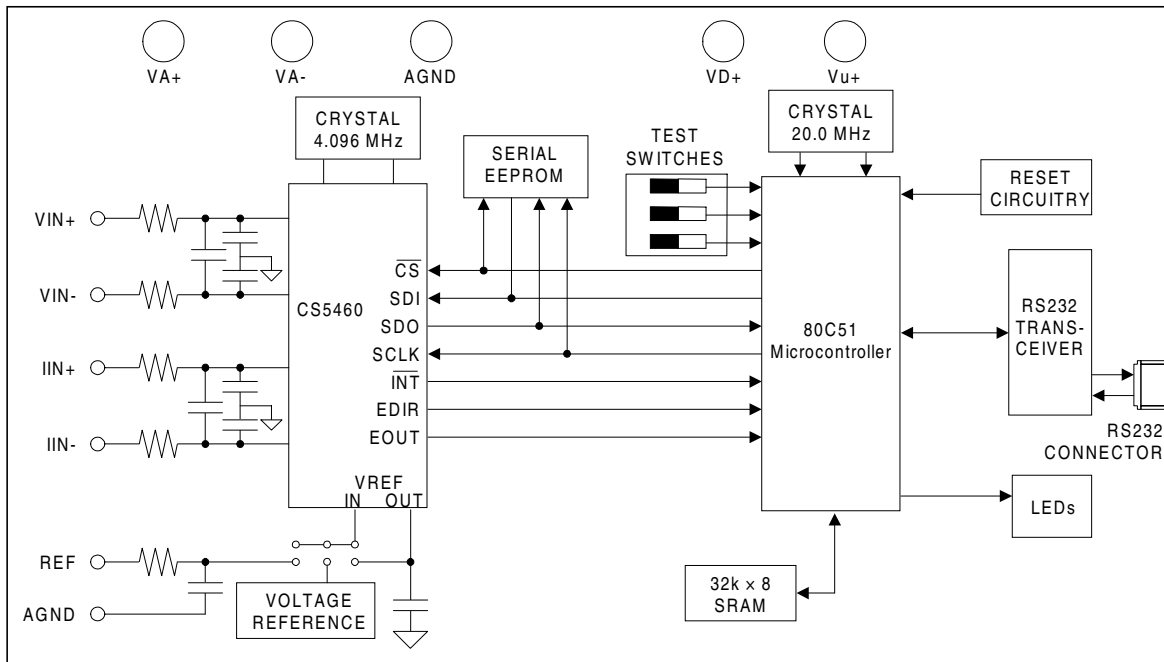 VA+
VA-
AGND
VD+
Vu+
CRYSTAL
4.096 MHz
SERIAL
EEPROM
TEST
SWITCHES
CRYSTAL
20.0 MHz
RESET
CIRCUITRY
VIN+
VIN-
IIN+
IIN-
CS5460
CS
SDI
SDO
SCLK
INT
EDIR
EOUT
VREF
IN OUT
80C51
Microcontroller
RS232
TRANS-
CEIVER
RS232
CONNECTOR
LEDs
REF
AGND
VOLTAGE
REFERENCE
32k × 8
SRAM